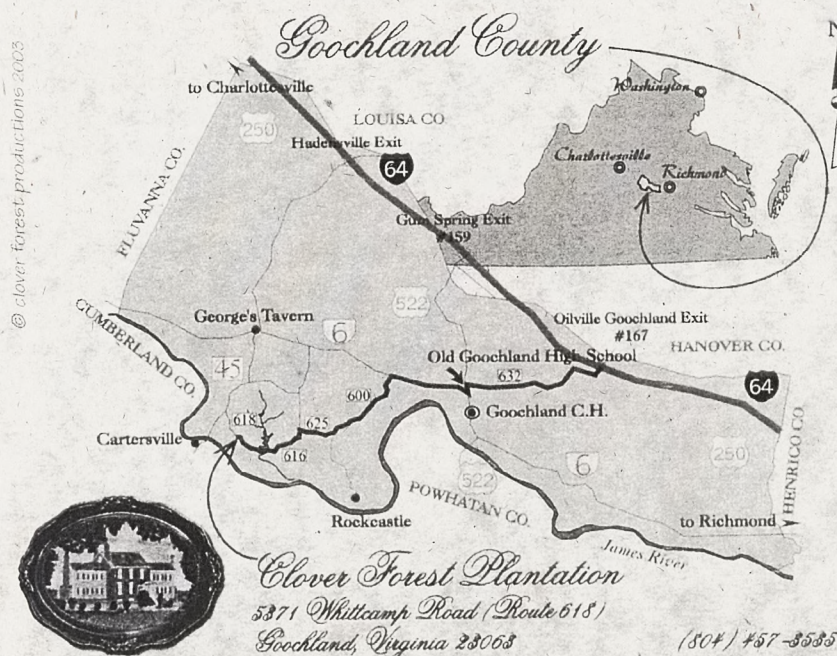 Goochland County
© clover forest productions 2003
to Charlottesville
LOUISA CO.
250
Hadensville Exit
64
FLUVANNA CO.
Washington
Charlottesville
Richmond
Gum Spring Exit
#159
522
George's Tavern
6
CUMBERLAND CO.
45
Oilville Goochland Exit
#167
HANOVER CO.
Old Goochland High School
632
64
600
618
625
616
Goochland C.H.
Cartersville
HENRICO CO.
250
6
522
POWHATAN CO.
Rockcastle
to Richmond
James River
Clover Forest Plantation
Road (Route 618)
Goochland, Virginia 23063
(804) 457-3535